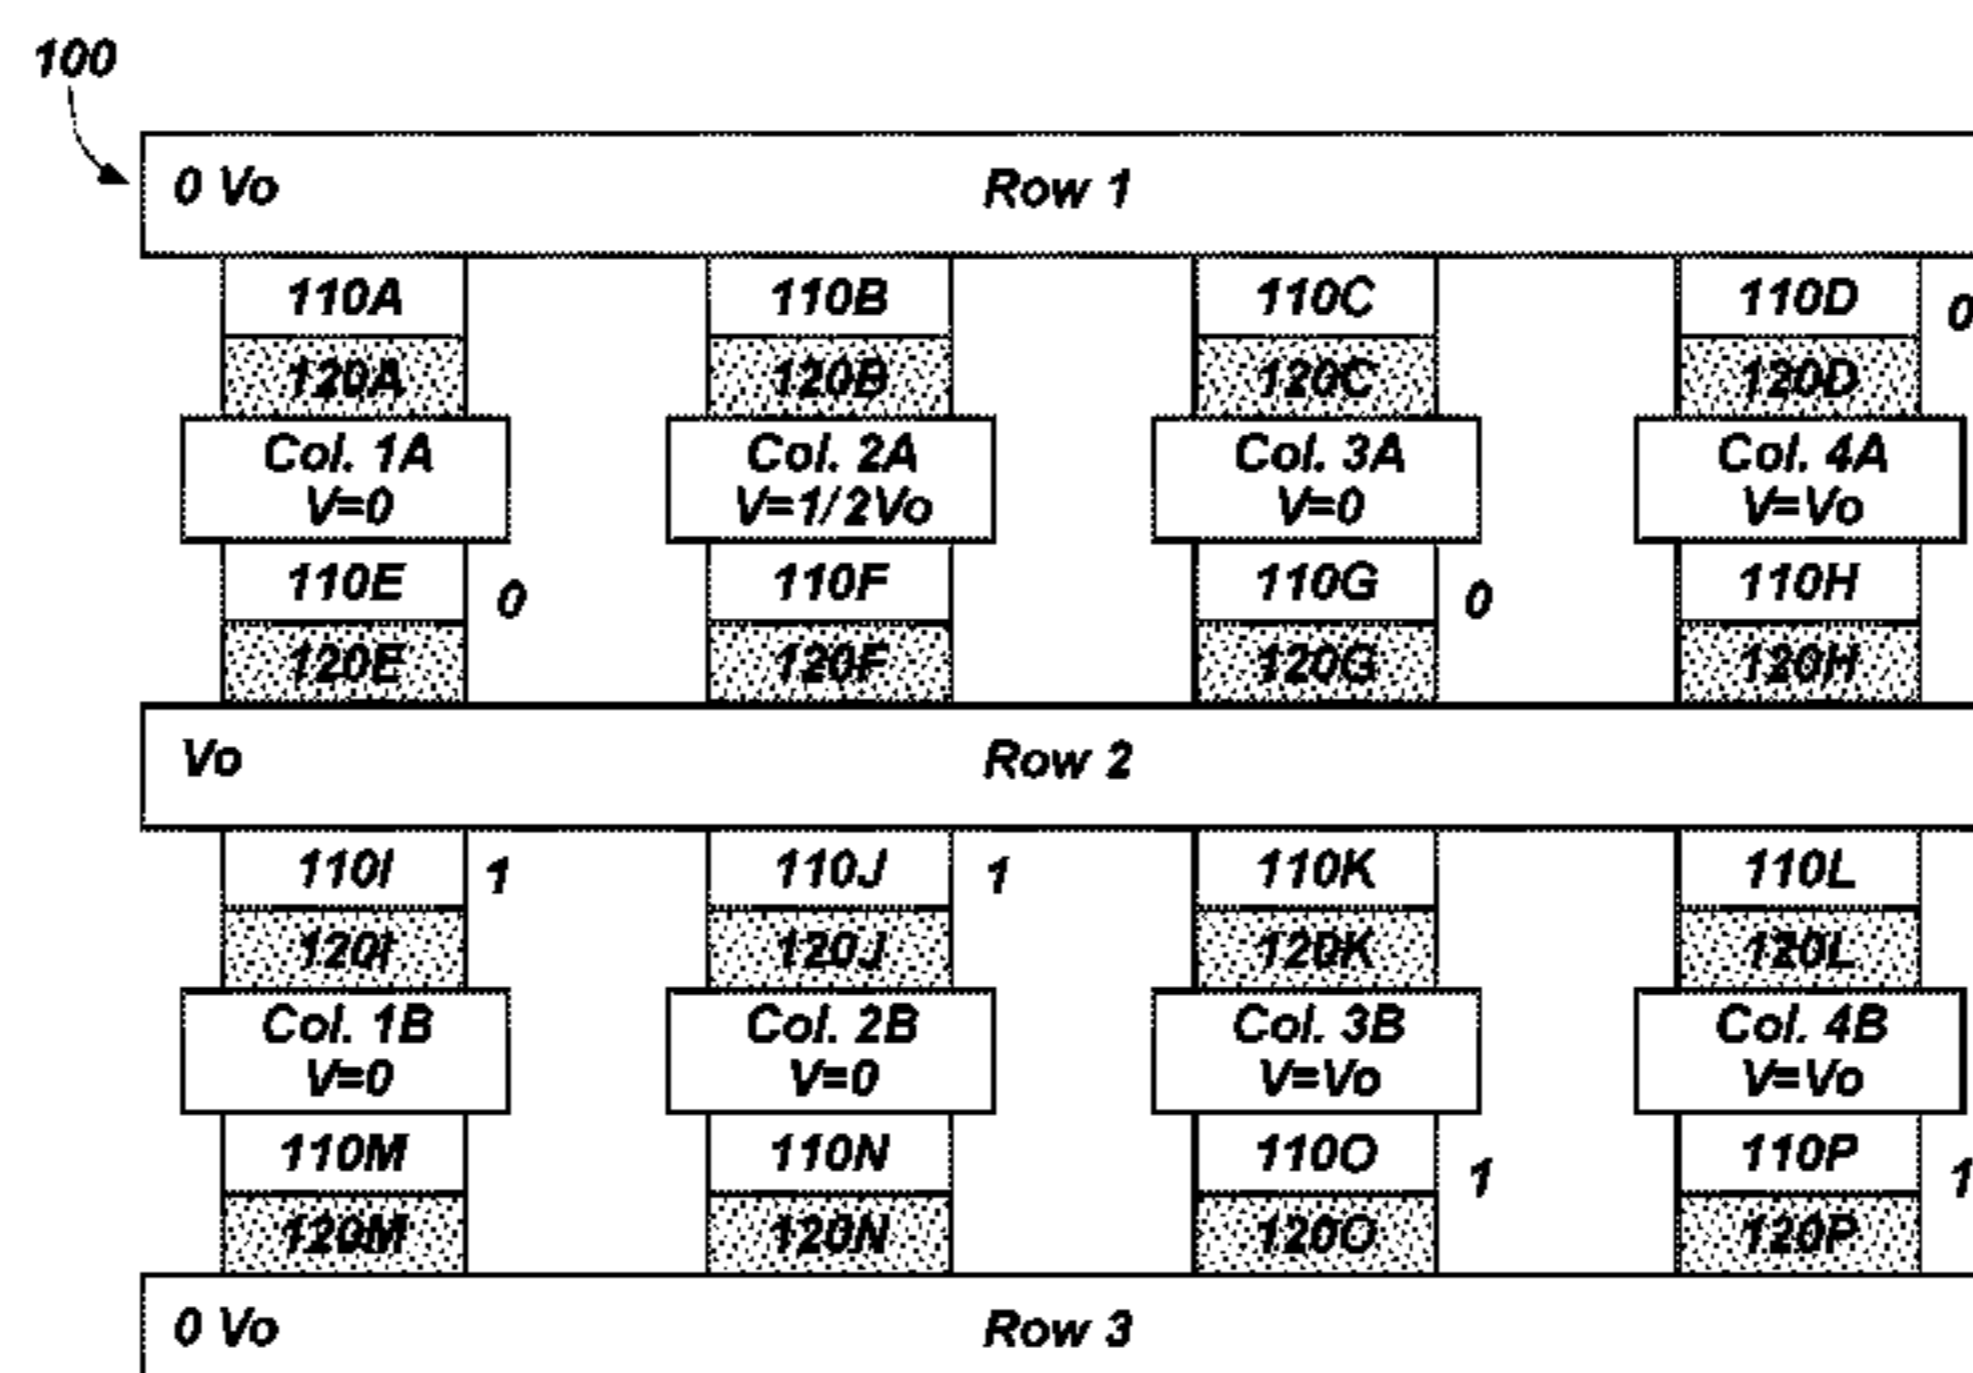 100
0 Vo Row 1
110A 110B 110C 110D 0
120A 120B 120C 120D
Col. 1A Col. 2A Col. 3A Col. 4A
V=0 V=1/2Vo V=0 V=Vo
110E 0 110F 110G 0 110H
120E 120F 120G 120H
Vo Row 2
110I 1 110J 1 110K 110L
120I 120J 120K 120L
Col. 1B Col. 2B Col. 3B Col. 4B
V=0 V=0 V=Vo V=Vo
110M 110N 110O 1 110P 1
120M 120N 120O 120P
0 Vo Row 3